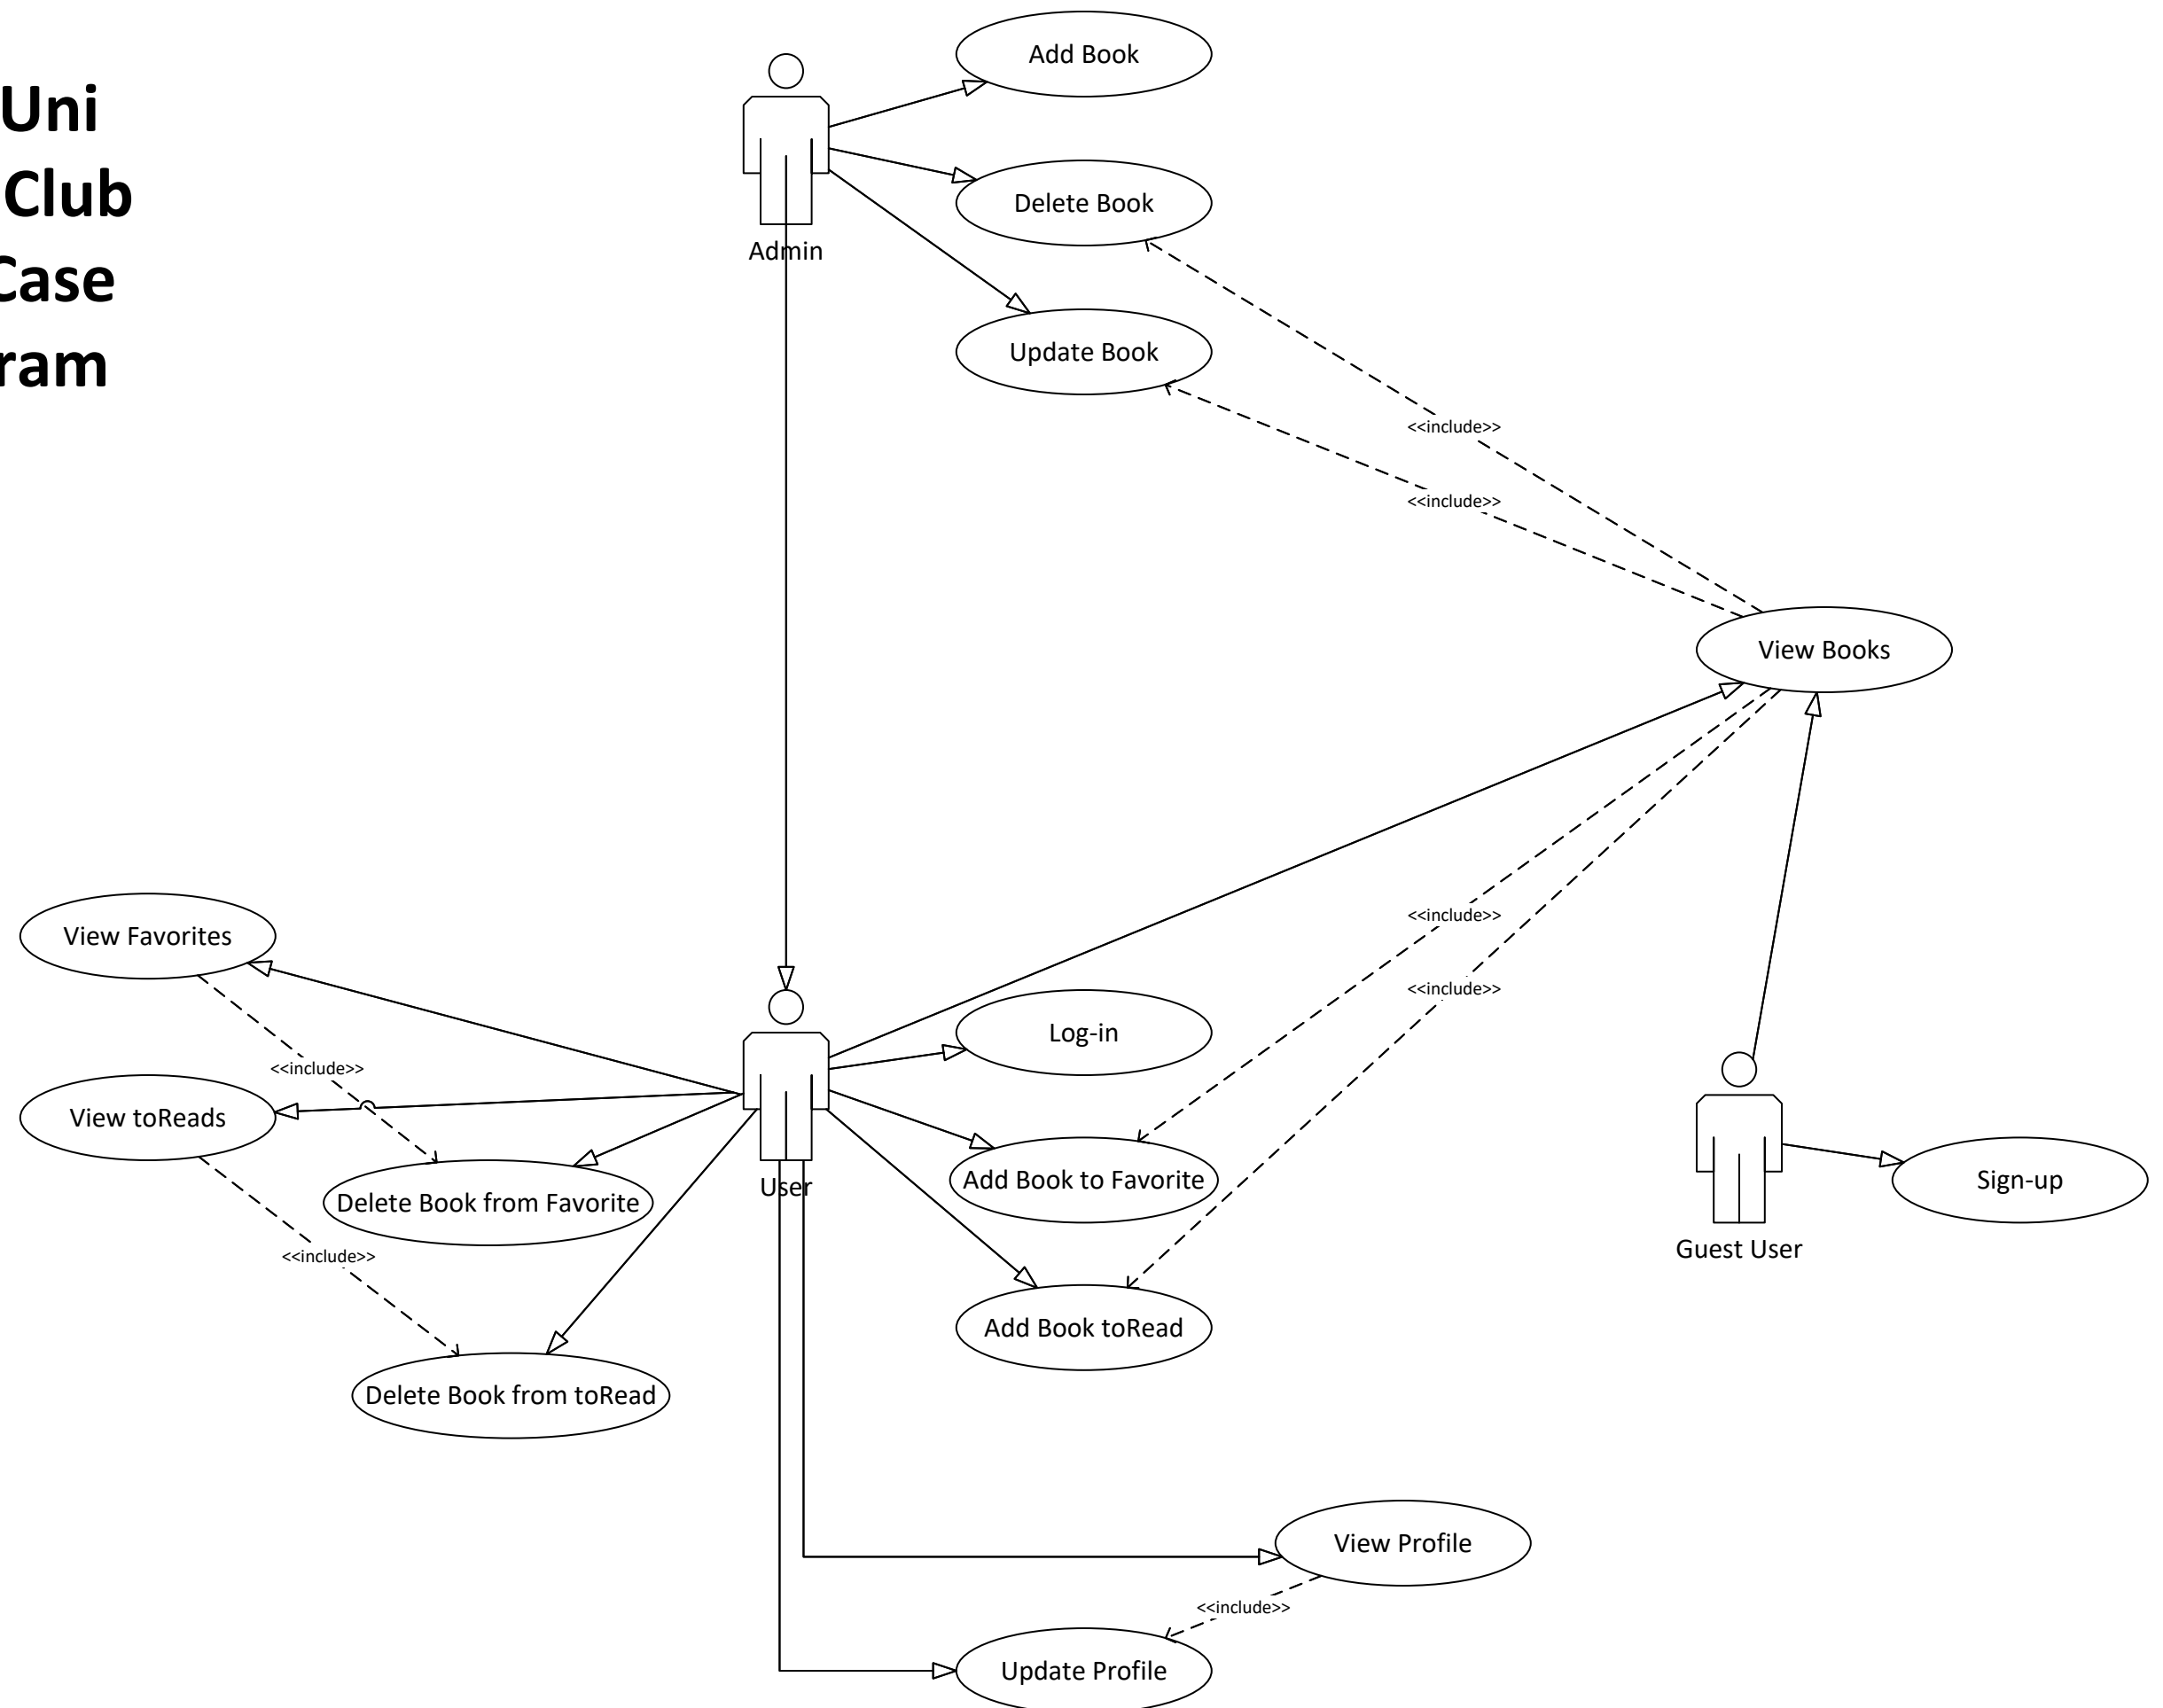 Uni
Club
Case
ram
Add Book
Delete Book
Admin
Update Book
<<include>>
<<include>>
View Books
View Favorites
<<include>>
<<include>>
Log-in
<<include>>
View toReads
Add Book to Favorite
User
Delete Book from Favorite
Sign-up
Guest User
<<include>>
Add Book toRead
Delete Book from toRead
View Profile
<<include>>
Update Profile